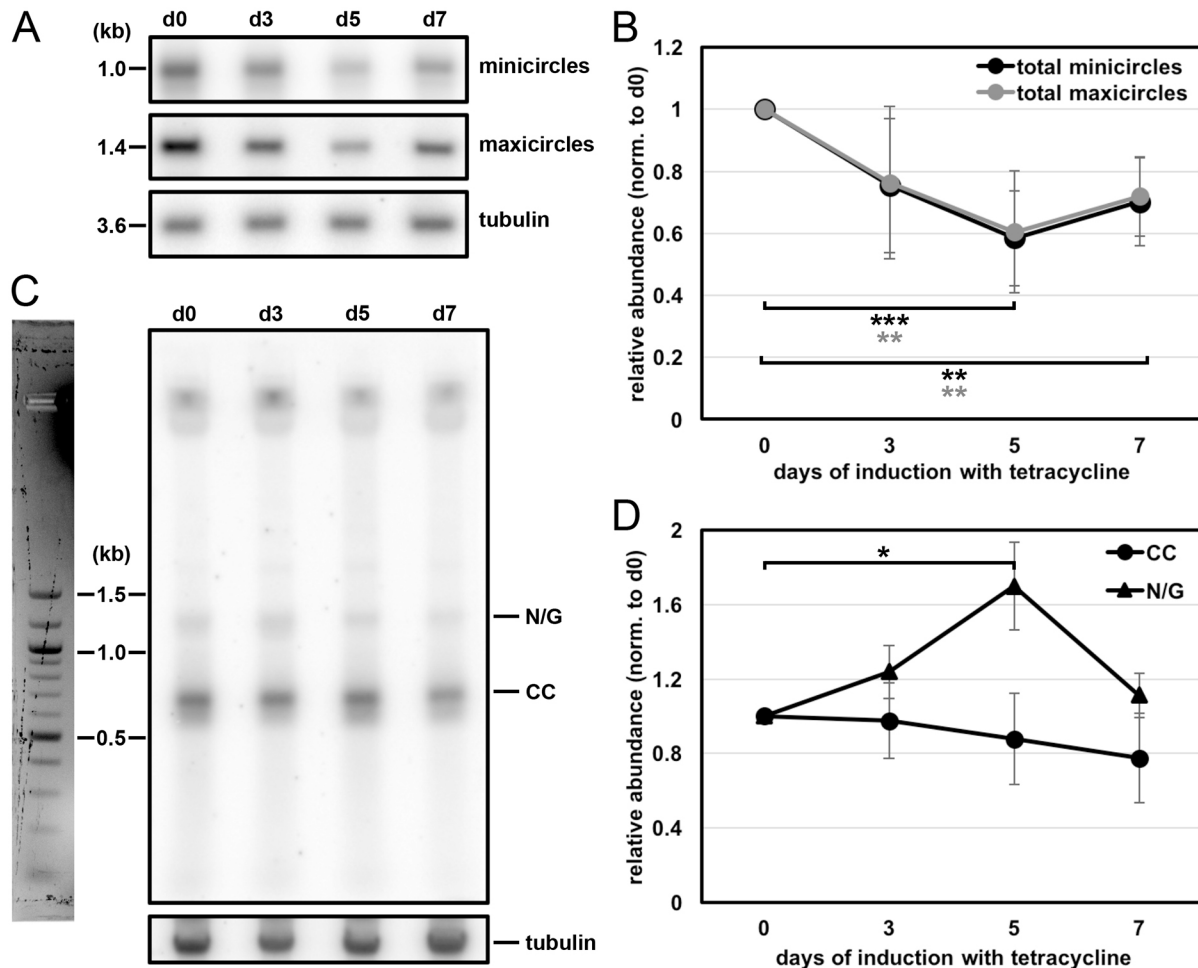 A
(kb)
d0 d3 d5 d7
1.0
minicircles
1.4
maxicircles
3.6
tubulin
B
relative abundance (norm. to d0)
1.2
1
0.8
0.6
0.4
0.2
0
total minicircles
total maxicircles
***
**
**
**
0 3 5 7
days of induction with tetracycline
C
d0 d3 d5 d7
(kb)
1.5
1.0
0.5
N/G
CC
tubulin
D
relative abundance (norm. to d0)
2
1.6
1.2
0.8
0.4
0
CC
N/G
*
0 3 5 7
days of induction with tetracycline